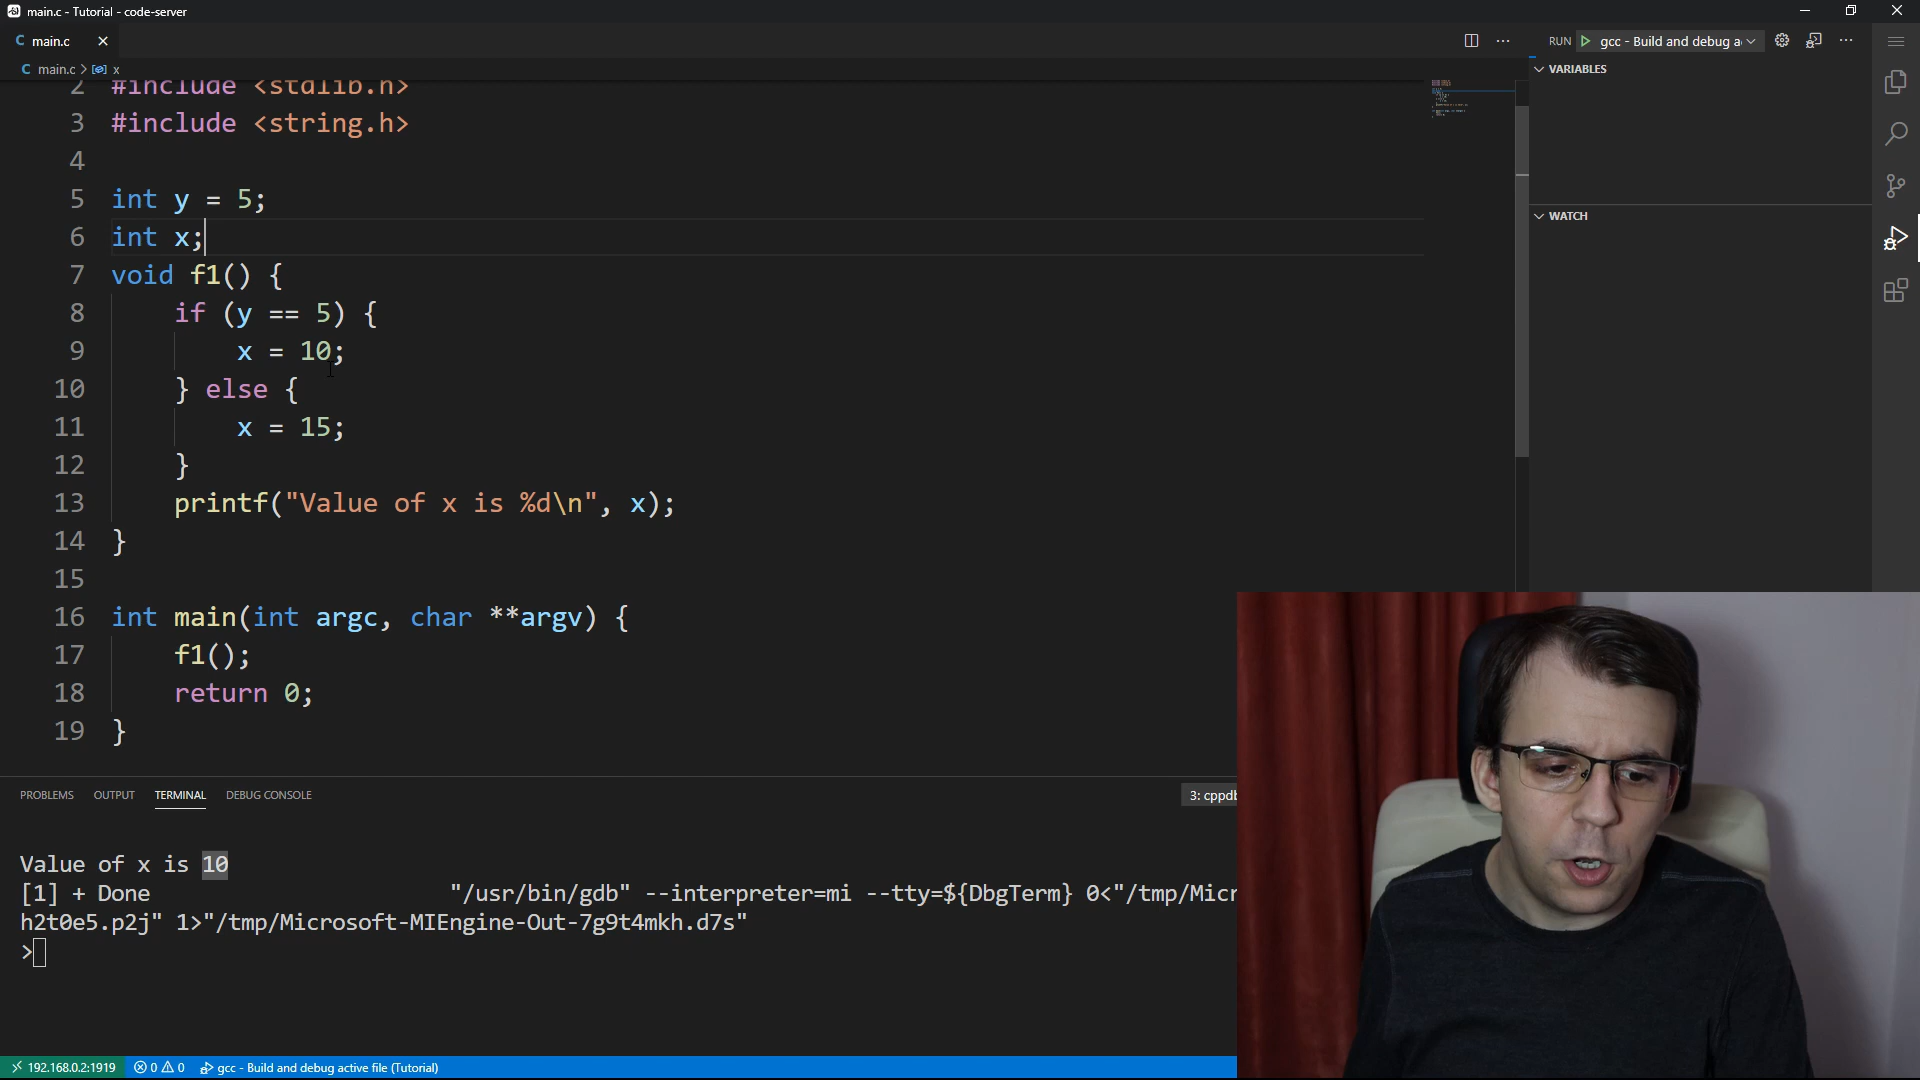 main.c - Tutorial - code-server
main.c
RUN gcc - Build and debug a
main.c > x
VARIABLES
2 #include <stdlib.h>
3 #include <string.h>
4
5 int y = 5;
6 int x;
7 void f1() {
8 if (y == 5) {
9 x = 10;
10 } else {
11 x = 15;
12 }
13 printf("Value of x is %d\n", x);
14 }
15
16 int main(int argc, char **argv) {
17 f1();
18 return 0;
19 }
WATCH
PROBLEMS OUTPUT TERMINAL DEBUG CONSOLE 3: cppdb
Value of x is 10
[1] + Done "/usr/bin/gdb" --interpreter=mi --tty=${DbgTerm} 0<"/tmp/Micr
h2t0e5.p2j" 1>"/tmp/Microsoft-MIEngine-Out-7g9t4mkh.d7s"
>
192.168.0.2:1919 0 0 gcc - Build and debug active file (Tutorial)